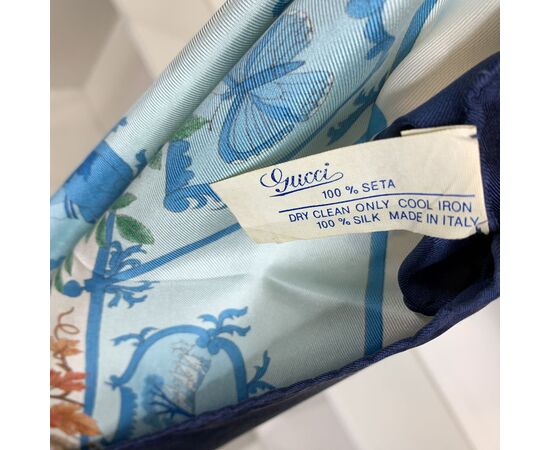 Gucci
100 % SETA
DRY CLEAN ONLY COOL IRON
100 % SILK MADE IN ITALY